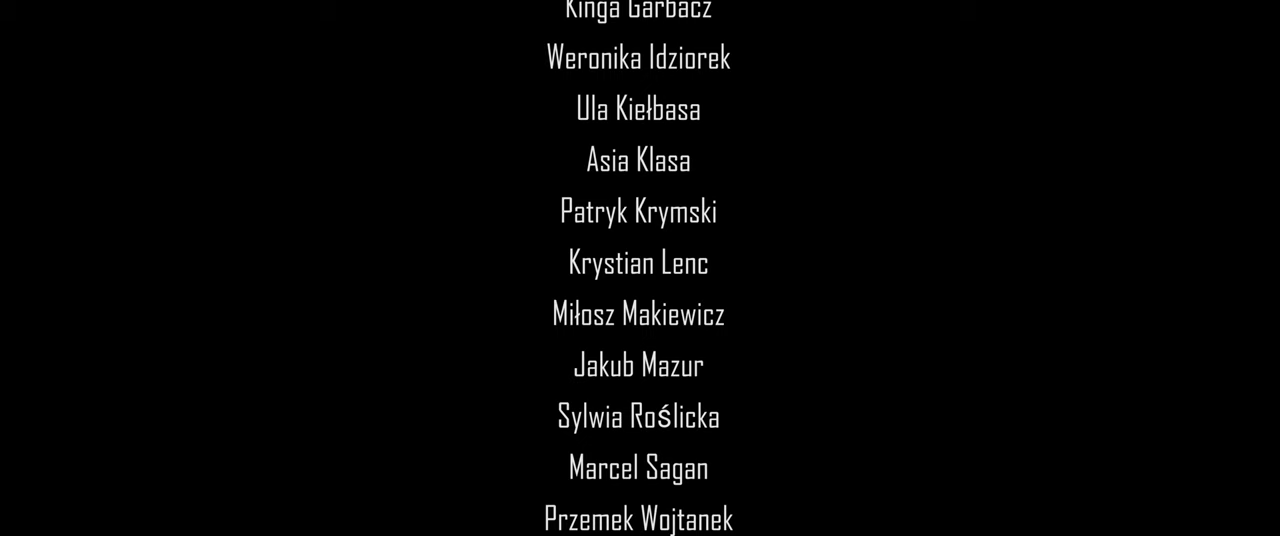 Kinga Garbacz
Weronika Idziorek
Ula Kiełbasa
Asia Klasa
Patryk Krymski
Krystian Lenc
Miłosz Makiewicz
Jakub Mazur
Sylwia Roślicka
Marcel Sagan
Przemek Wojtanek